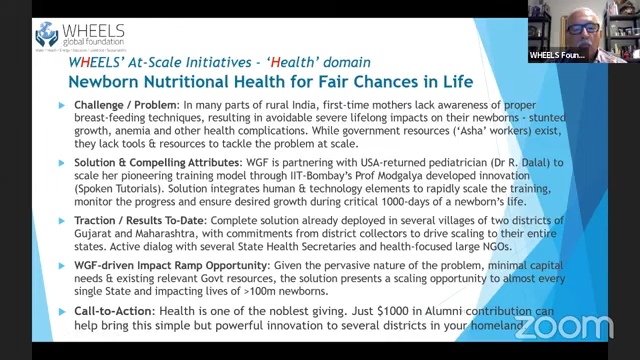 WHEELS
global foundation
Water • Health • Energy • Education • Livelihood • Sustainability
WHEELS' At-Scale Initiatives – 'Health' domain
Newborn Nutritional Health for Fair Chances in Life
Challenge / Problem: In many parts of rural India, first-time mothers lack awareness of proper
breast-feeding techniques, resulting in avoidable severe lifelong impacts on their newborns - stunted
growth, anemia and other health complications. While government resources ('Asha' workers) exist,
they lack tools & resources to tackle the problem at scale.
Solution & Compelling Attributes: WGF is partnering with USA-returned pediatrician (Dr R. Dalal) to
scale her pioneering training model through IIT-Bombay's Prof Modgalya developed innovation
(Spoken Tutorials). Solution integrates human & technology elements to rapidly scale the training,
monitor the progress and ensure desired growth during critical 1000-days of a newborn's life.
Traction / Results To-Date: Complete solution already deployed in several villages of two districts of
Gujarat and Maharashtra, with commitments from district collectors to drive scaling to their entire
states. Active dialog with several State Health Secretaries and health-focused large NGOs.
WGF-driven Impact Ramp Opportunity: Given the pervasive nature of the problem, minimal capital
needs & existing relevant Govt resources, the solution presents a scaling opportunity to almost every
single State and impacting lives of >100m newborns.
Call-to-Action: Health is one of the noblest giving. Just $1000 in Alumni contribution can
help bring this simple but powerful innovation to several districts in your homeland.
WHEELS Foun...
zoom